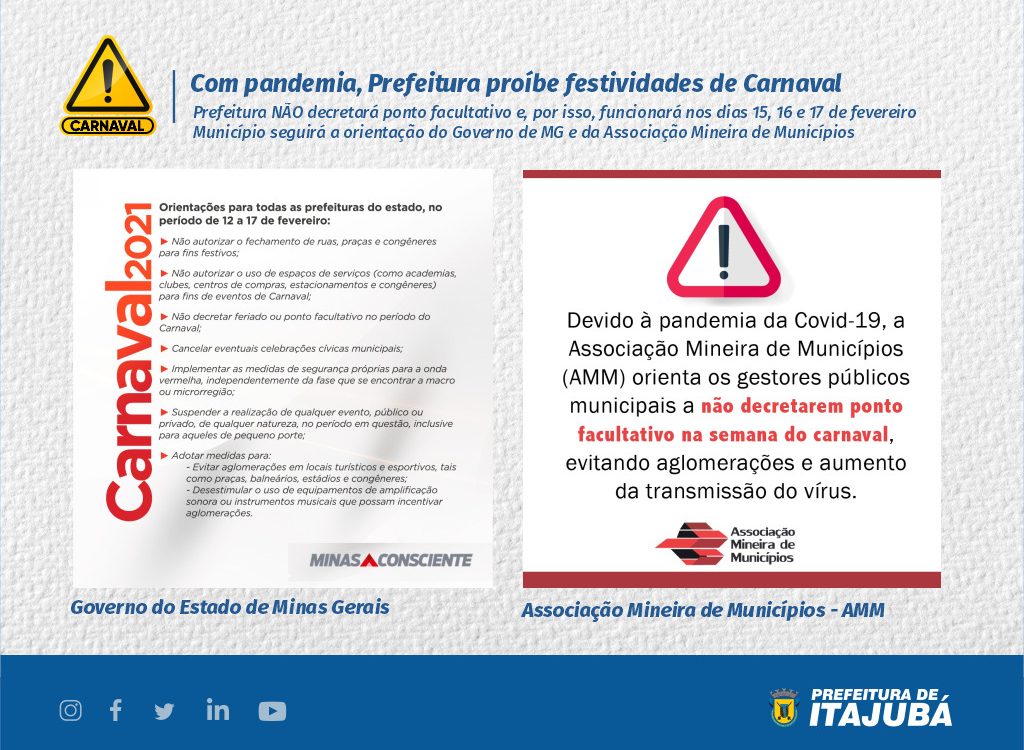 CARNAVAL
Com pandemia, Prefeitura proíbe festividades de Carnaval
Prefeitura NÃO decretará ponto facultativo e, por isso, funcionará nos dias 15, 16 e 17 de fevereiro
Município seguirá a orientação do Governo de MG e da Associação Mineira de Municípios
Carnaval2021
Orientações para todas as prefeituras do estado, no
período de 12 a 17 de fevereiro:
► Não autorizar o fechamento de ruas, praças e congêneres
para fins festivos;
► Não autorizar o uso de espaços de serviços (como academias,
clubes, centros de compras, estacionamentos e congêneres)
para fins de eventos de Carnaval;
► Não decretar feriado ou ponto facultativo no período do
Carnaval;
► Cancelar eventuais celebrações cívicas municipais;
► Implementar as medidas de segurança próprias para a onda
vermelha, independentemente da fase que se encontrar a macro
ou microrregião;
► Suspender a realização de qualquer evento, público ou
privado, de qualquer natureza, no período em questão, inclusive
para aqueles de pequeno porte;
► Adotar medidas para:
- Evitar aglomerações em locais turísticos e esportivos, tais
como praças, balneários, estádios e congêneres;
- Desestimular o uso de equipamentos de amplificação
sonora ou instrumentos musicais que possam incentivar
aglomerações.
MINAS CONSCIENTE
Governo do Estado de Minas Gerais
Devido à pandemia da Covid-19, a
Associação Mineira de Municípios
(AMM) orienta os gestores públicos
municipais a não decretarem ponto
facultativo na semana do carnaval,
evitando aglomerações e aumento
da transmissão do vírus.
Associação
Mineira de
Municípios
Associação Mineira de Municípios - AMM
PREFEITURA DE
ITAJUBÁ